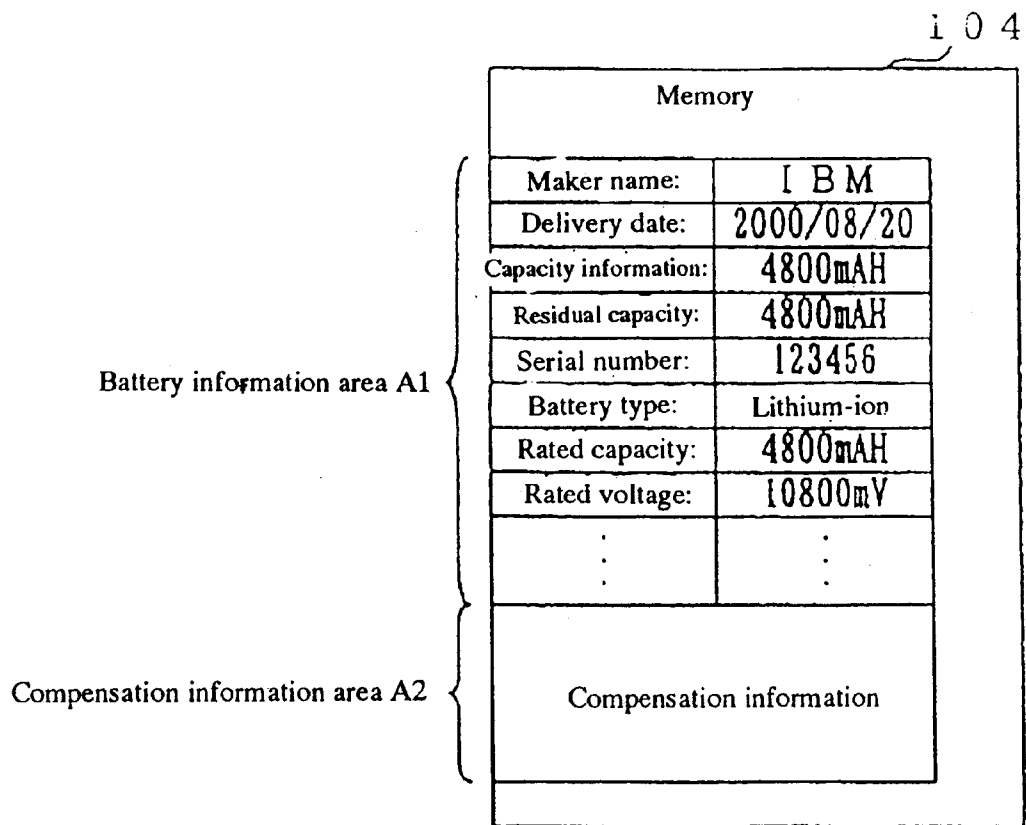 104
Memory
Maker name: IBM
Delivery date: 2000/08/20
Capacity information: 4800mAH
Residual capacity: 4800mAH
Serial number: 123456
Battery information area A1
Battery type: Lithium-ion
Rated capacity: 4800mAH
Rated voltage: 10800mV
Compensation information area A2
Compensation information